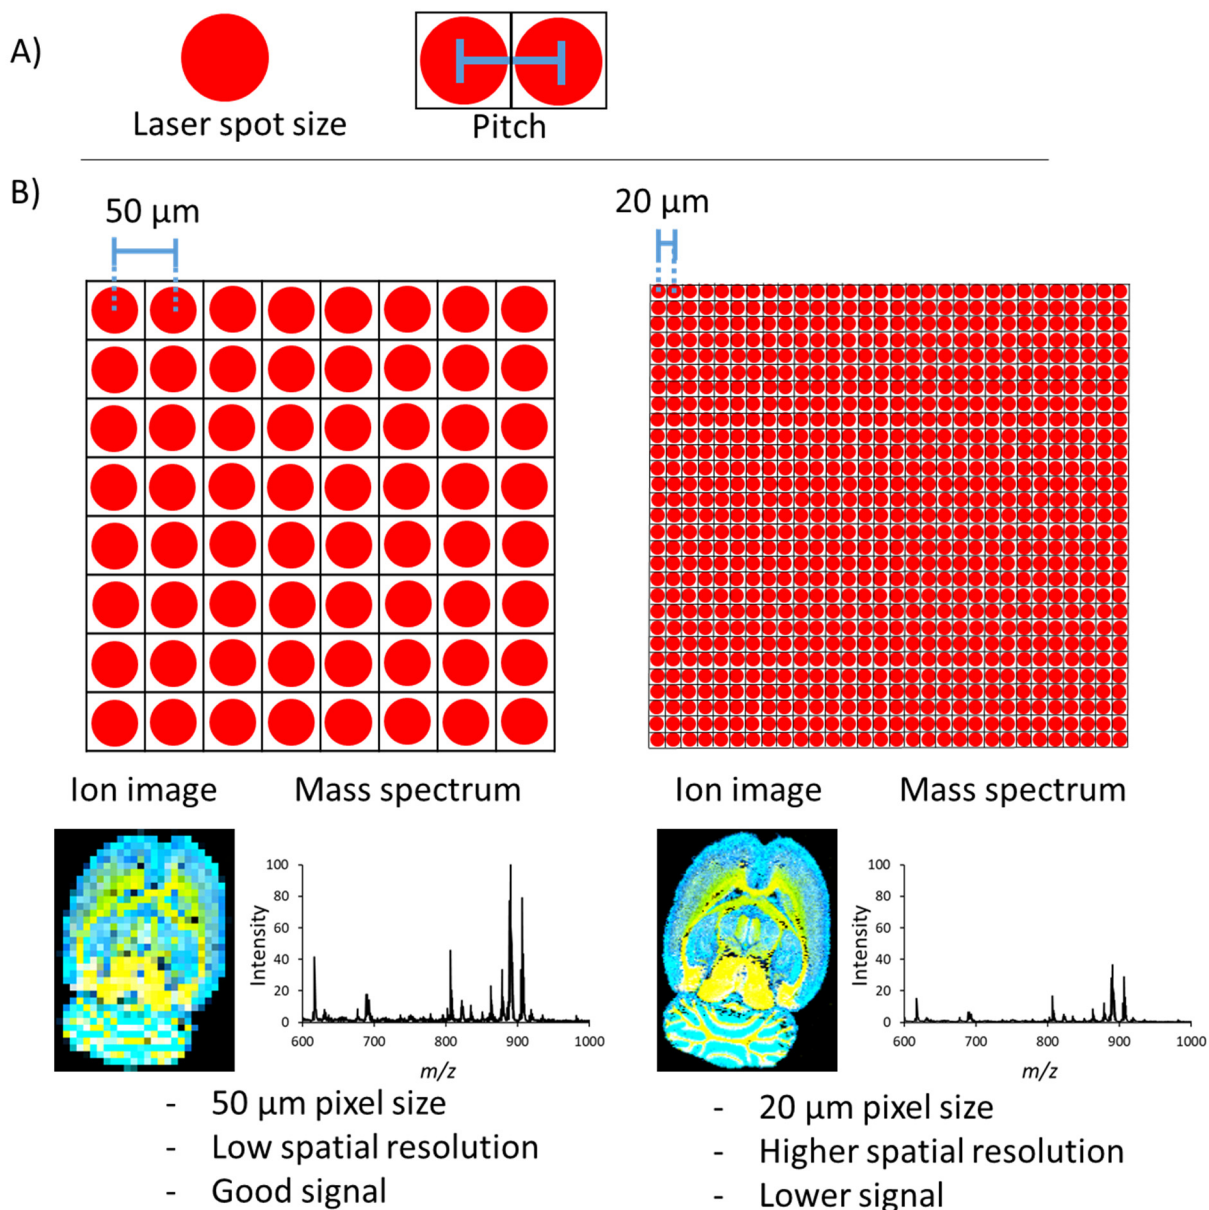 A)
Laser spot size
Pitch
B)
50 µm
20 µm
Ion image
Mass spectrum
Ion image
Mass spectrum
Intensity
100
80
60
40
20
0
600
700
800
900
1000
m/z
Intensity
100
80
60
40
20
0
600
700
800
900
1000
m/z
- 50 µm pixel size
- Low spatial resolution
- Good signal
- 20 µm pixel size
- Higher spatial resolution
- Lower signal